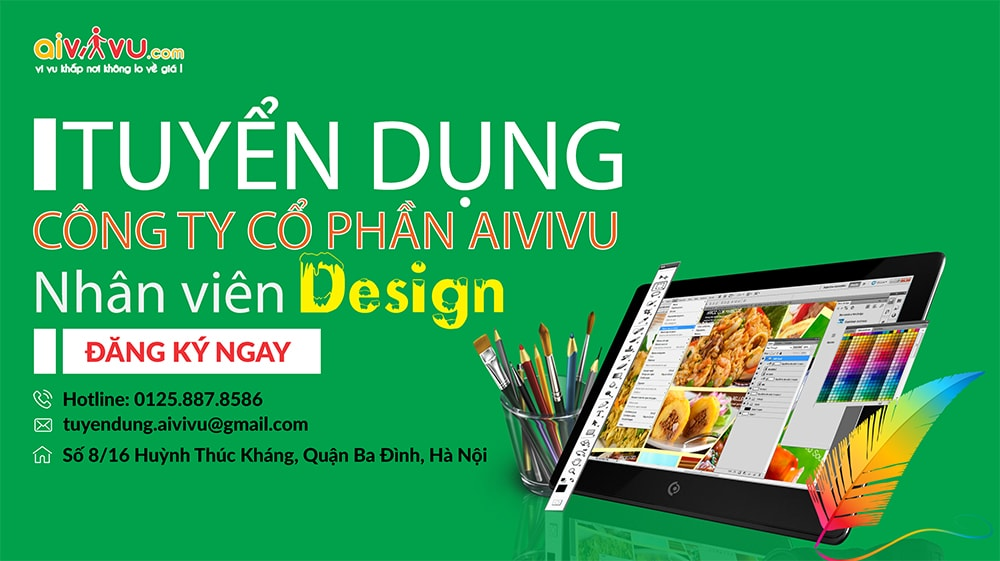 aivivu.com
vi vu khắp nơi không lo về giá !
TUYỂN DỤNG
CÔNG TY CỔ PHẦN AIVIVU
Nhân viên Design
ĐĂNG KÝ NGAY
Hotline: 0125.887.8586
tuyendung.aivivu@gmail.com
Số 8/16 Huỳnh Thúc Kháng, Quận Ba Đình, Hà Nội